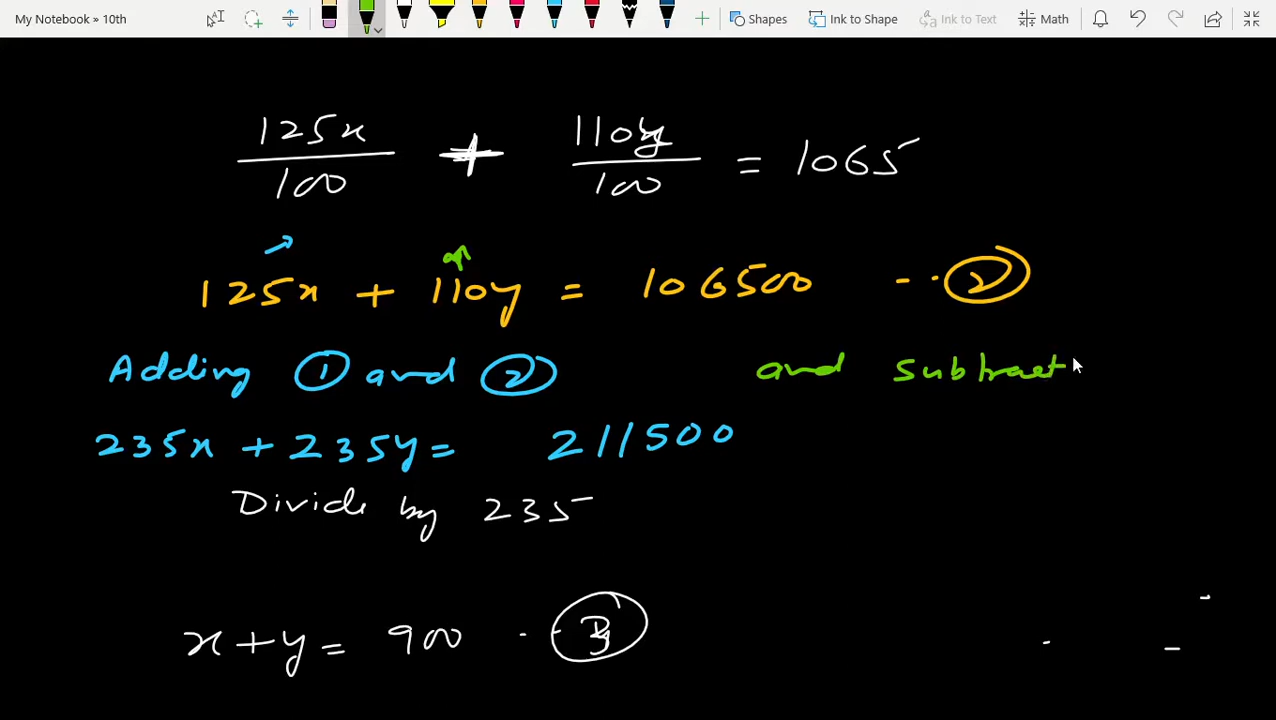 My Notebook » 10th
Shapes Ink to Shape Ink to Text Math
125x/100 + 110y/100 = 1065
125x + 110y = 106500 - - ②
Adding ① and ② and subtract
235x + 235y = 211500
Divide by 235
x + y = 900 - - ③